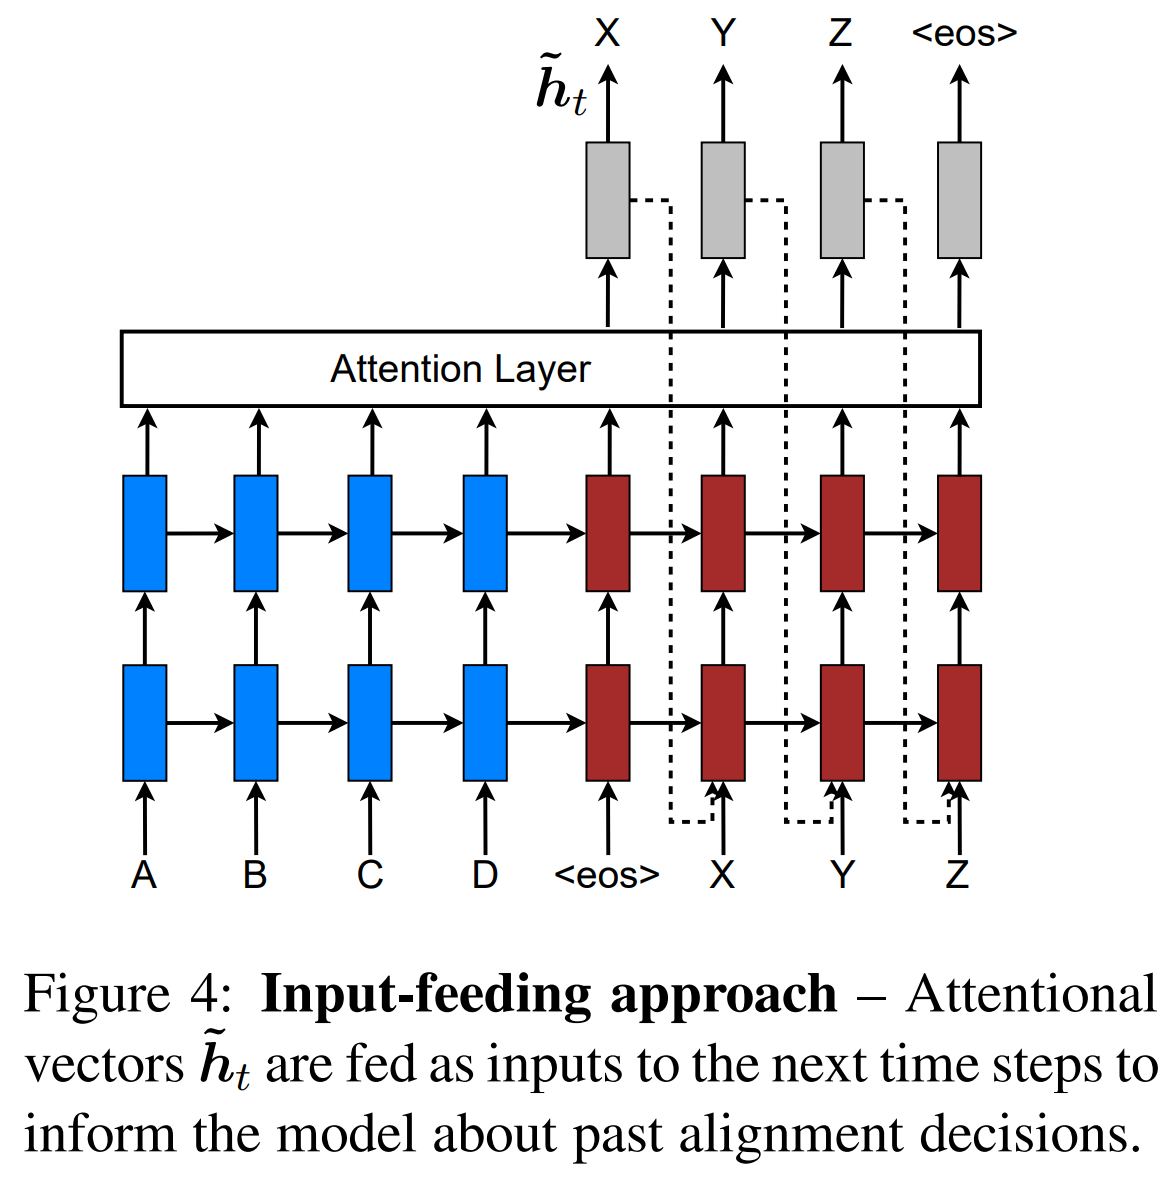 X Y Z <eos>
h̃t
Attention Layer
A B C D <eos> X Y Z
Figure 4: Input-feeding approach – Attentional
vectors h̃t are fed as inputs to the next time steps to
inform the model about past alignment decisions.